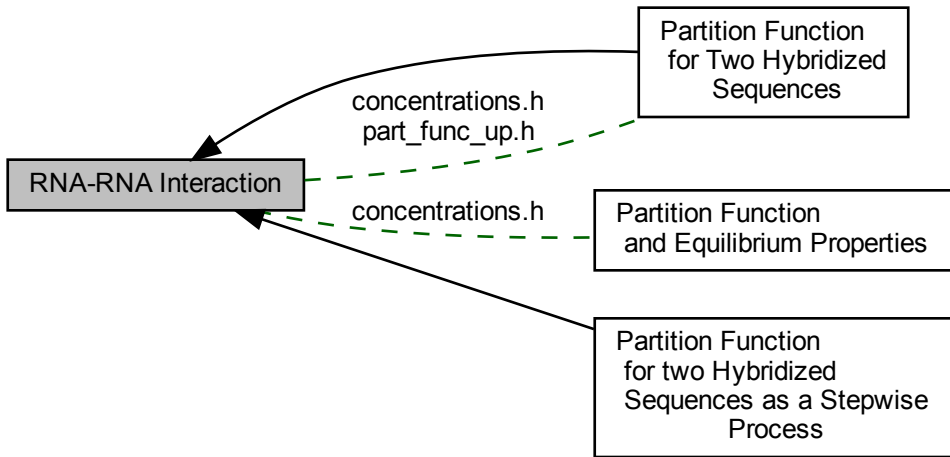 Partition Function
for Two Hybridized
Sequences
concentrations.h
part_func_up.h
RNA-RNA Interaction
concentrations.h
Partition Function
and Equilibrium Properties
Partition Function
for two Hybridized
Sequences as a Stepwise
Process